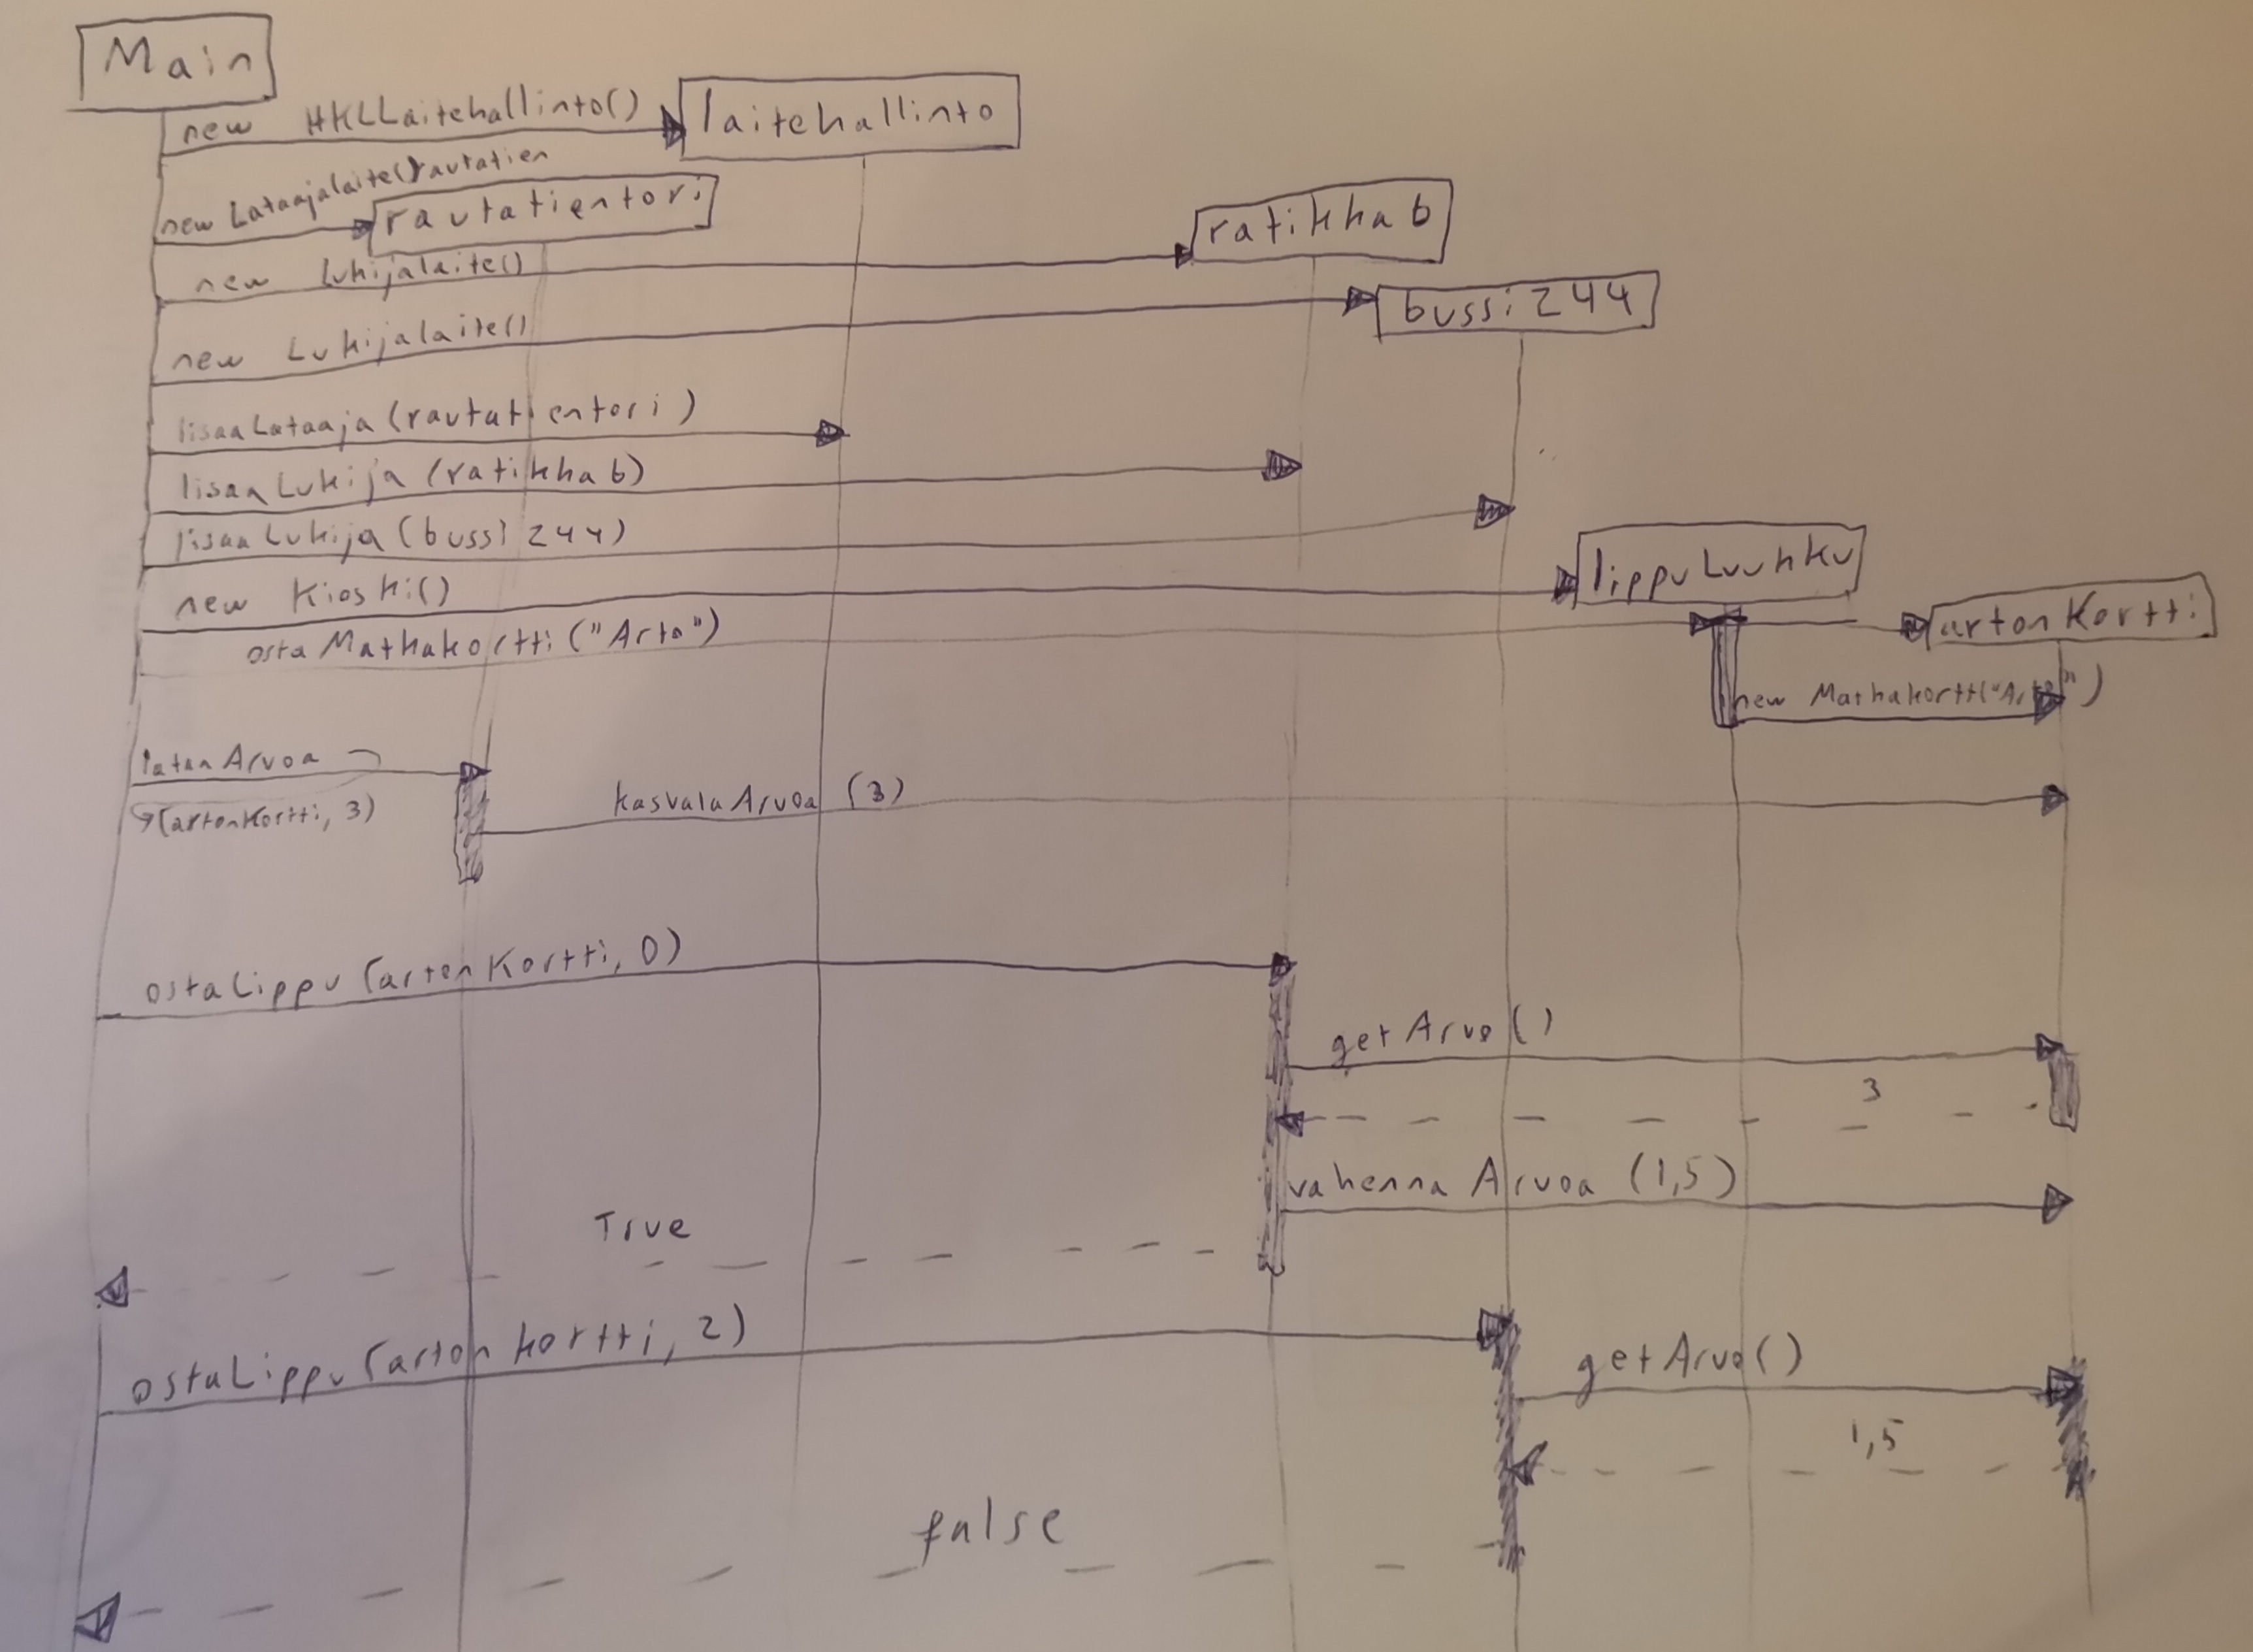 Main
new HKLLaitehallinto()
laitehallinto
new Lataajalaite() rautatien
rautatientori
ratikka6
new Lukijalaite()
bussi244
new Lukijalaite()
lisaaLataaja(rautatientori)
lisaaLukija(ratikka6)
lisaaLukija(bussi244)
lippuLuukku
new Kioski()
artonKortti
ostaMatkakortti("Arto")
new Matkakortti("Arto")
lataaArvoa
(artonKortti, 3)
kasvataArvoa (3)
ostaLippu(artonKortti, 0)
getArvo()
3
vahennaArvoa (1,5)
True
ostaLippu(artonkortti, 2)
getArvo()
1,5
false